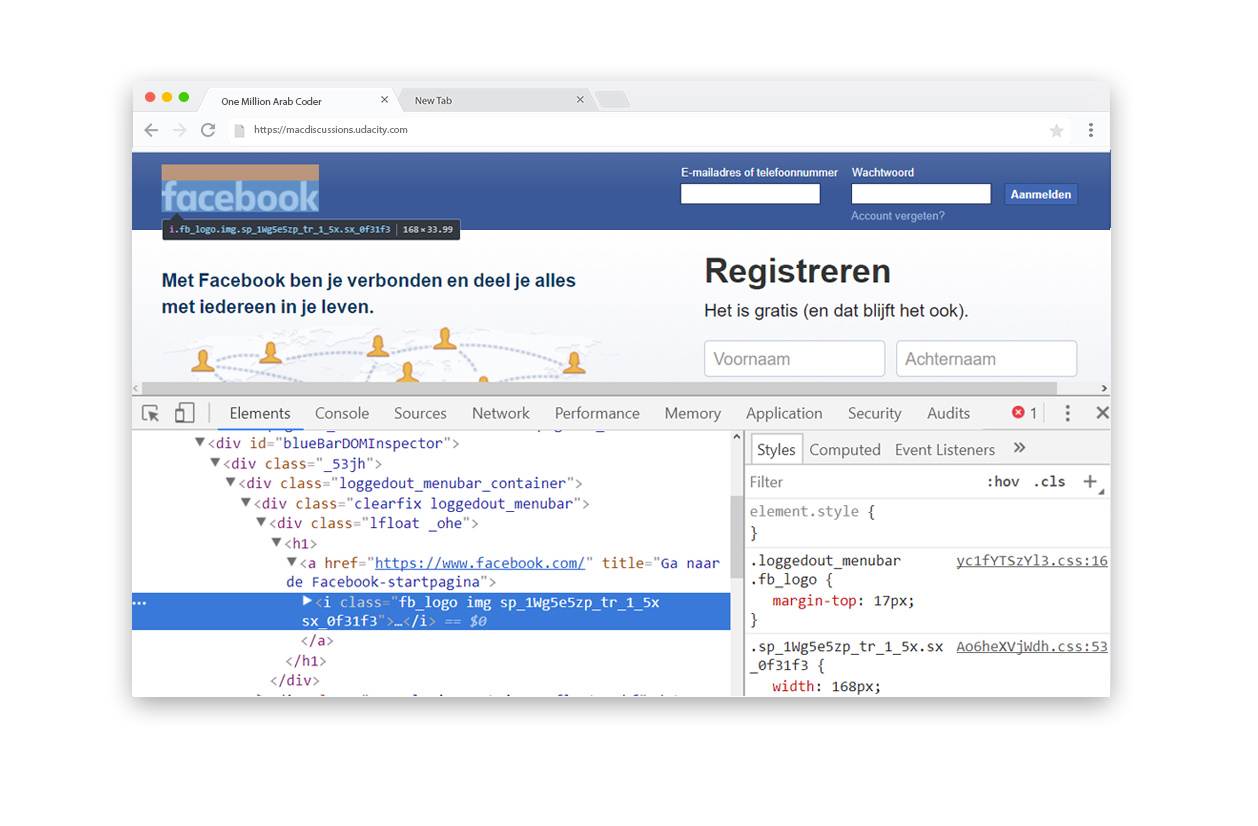 One Million Arab Coder
New Tab
https://macdiscussions.udacity.com
facebook
E-mailadres of telefoonnummer
Wachtwoord
Aanmelden
Account vergeten?
i.fb_logo.img.sp_1Wg5e5zp_tr_1_5x.sx_0f31f3 | 168 × 33.99
Met Facebook ben je verbonden en deel je alles
met iedereen in je leven.
Registreren
Het is gratis (en dat blijft het ook).
Voornaam
Achternaam
Elements Console Sources Network Performance Memory Application Security Audits 1
<div id="blueBarDOMInspector">
<div class="_53jh">
<div class="loggedout_menubar_container">
<div class="clearfix loggedout_menubar">
<div class="lfloat _ohe">
<h1>
<a href="https://www.facebook.com/" title="Ga naar
de Facebook-startpagina">
<i class="fb_logo img sp_1Wg5e5zp_tr_1_5x
sx_0f31f3">…</i> == $0
</a>
</h1>
</div>
Styles Computed Event Listeners
Filter :hov .cls
element.style {
}
.loggedout_menubar yc1fYTSzYl3.css:16
.fb_logo {
margin-top: 17px;
}
.sp_1Wg5e5zp_tr_1_5x.sx Ao6heXVjWdh.css:53
_0f31f3 {
width: 168px;